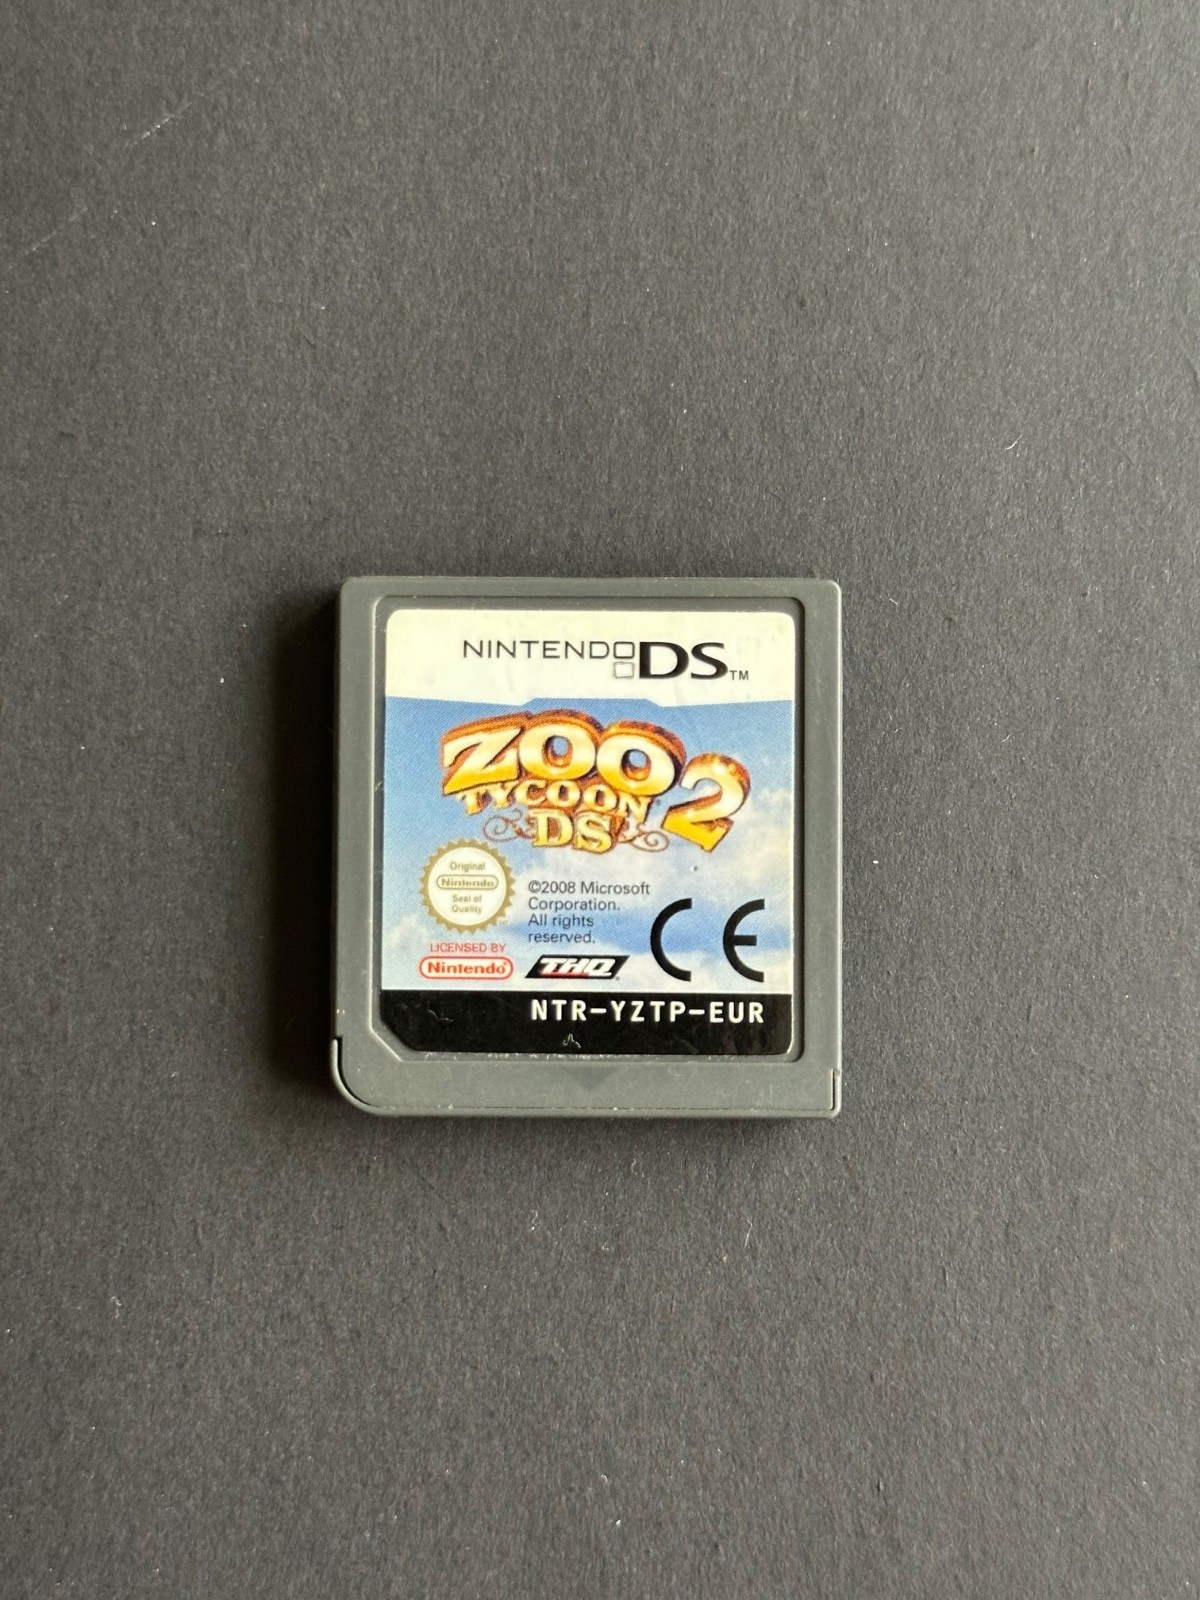 NINTENDO DS™
ZOO
TYCOON 2
DS
Original
Nintendo
Seal of
Quality
©2008 Microsoft
Corporation.
All rights
reserved.
LICENSED BY
Nintendo®
THQ
CE
NTR-YZTP-EUR